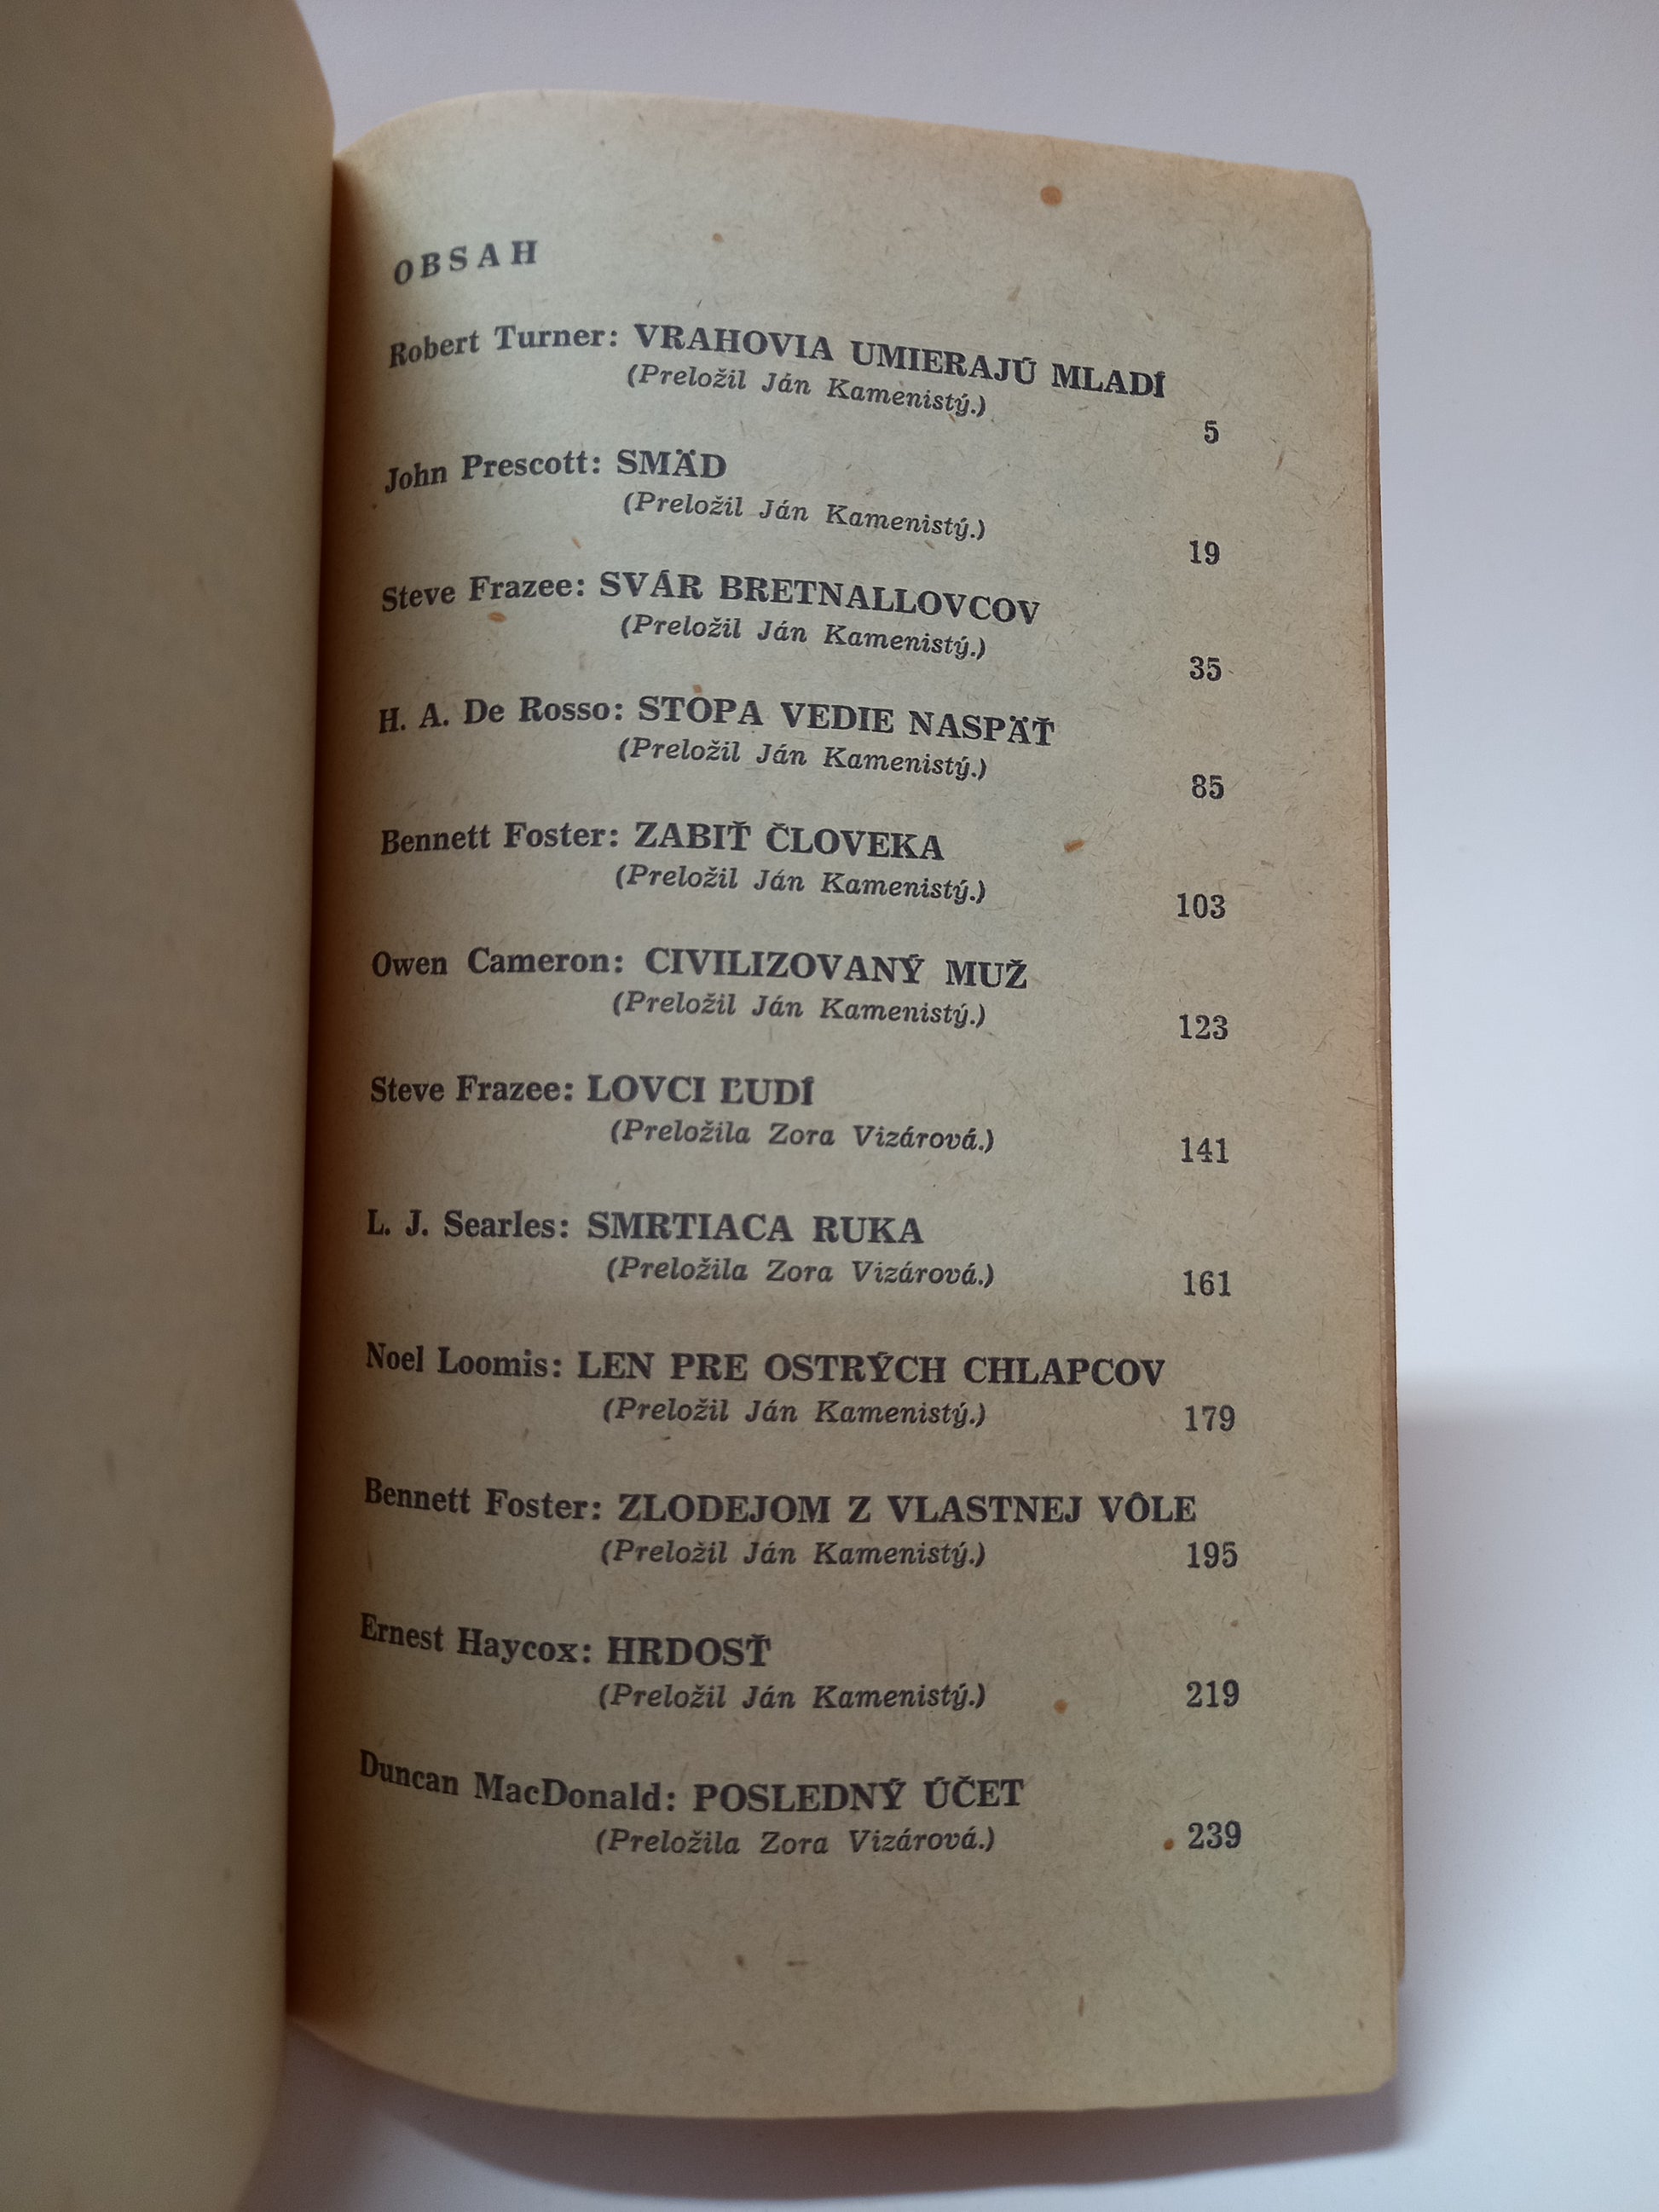 OBSAH
Robert Turner: VRAHOVIA UMIERAJÚ MLADÍ
(Preložil Ján Kamenistý.)
5
John Prescott: SMÄD
(Preložil Ján Kamenistý.)
19
Steve Frazee: SVÁR BRETNALLOVCOV
(Preložil Ján Kamenistý.)
35
H. A. De Rosso: STOPA VEDIE NASPÄŤ
(Preložil Ján Kamenistý.)
85
Bennett Foster: ZABIŤ ČLOVEKA
(Preložil Ján Kamenistý.)
103
Owen Cameron: CIVILIZOVANÝ MUŽ
(Preložil Ján Kamenistý.)
123
Steve Frazee: LOVCI ĽUDÍ
(Preložila Zora Vizárová.)
141
L. J. Searles: SMRTIACA RUKA
(Preložila Zora Vizárová.)
161
Noel Loomis: LEN PRE OSTRÝCH CHLAPCOV
(Preložil Ján Kamenistý.)
179
Bennett Foster: ZLODEJOM Z VLASTNEJ VÔLE
(Preložil Ján Kamenistý.)
195
Ernest Haycox: HRDOSŤ
(Preložil Ján Kamenistý.)
219
Duncan MacDonald: POSLEDNÝ ÚČET
(Preložila Zora Vizárová.)
239